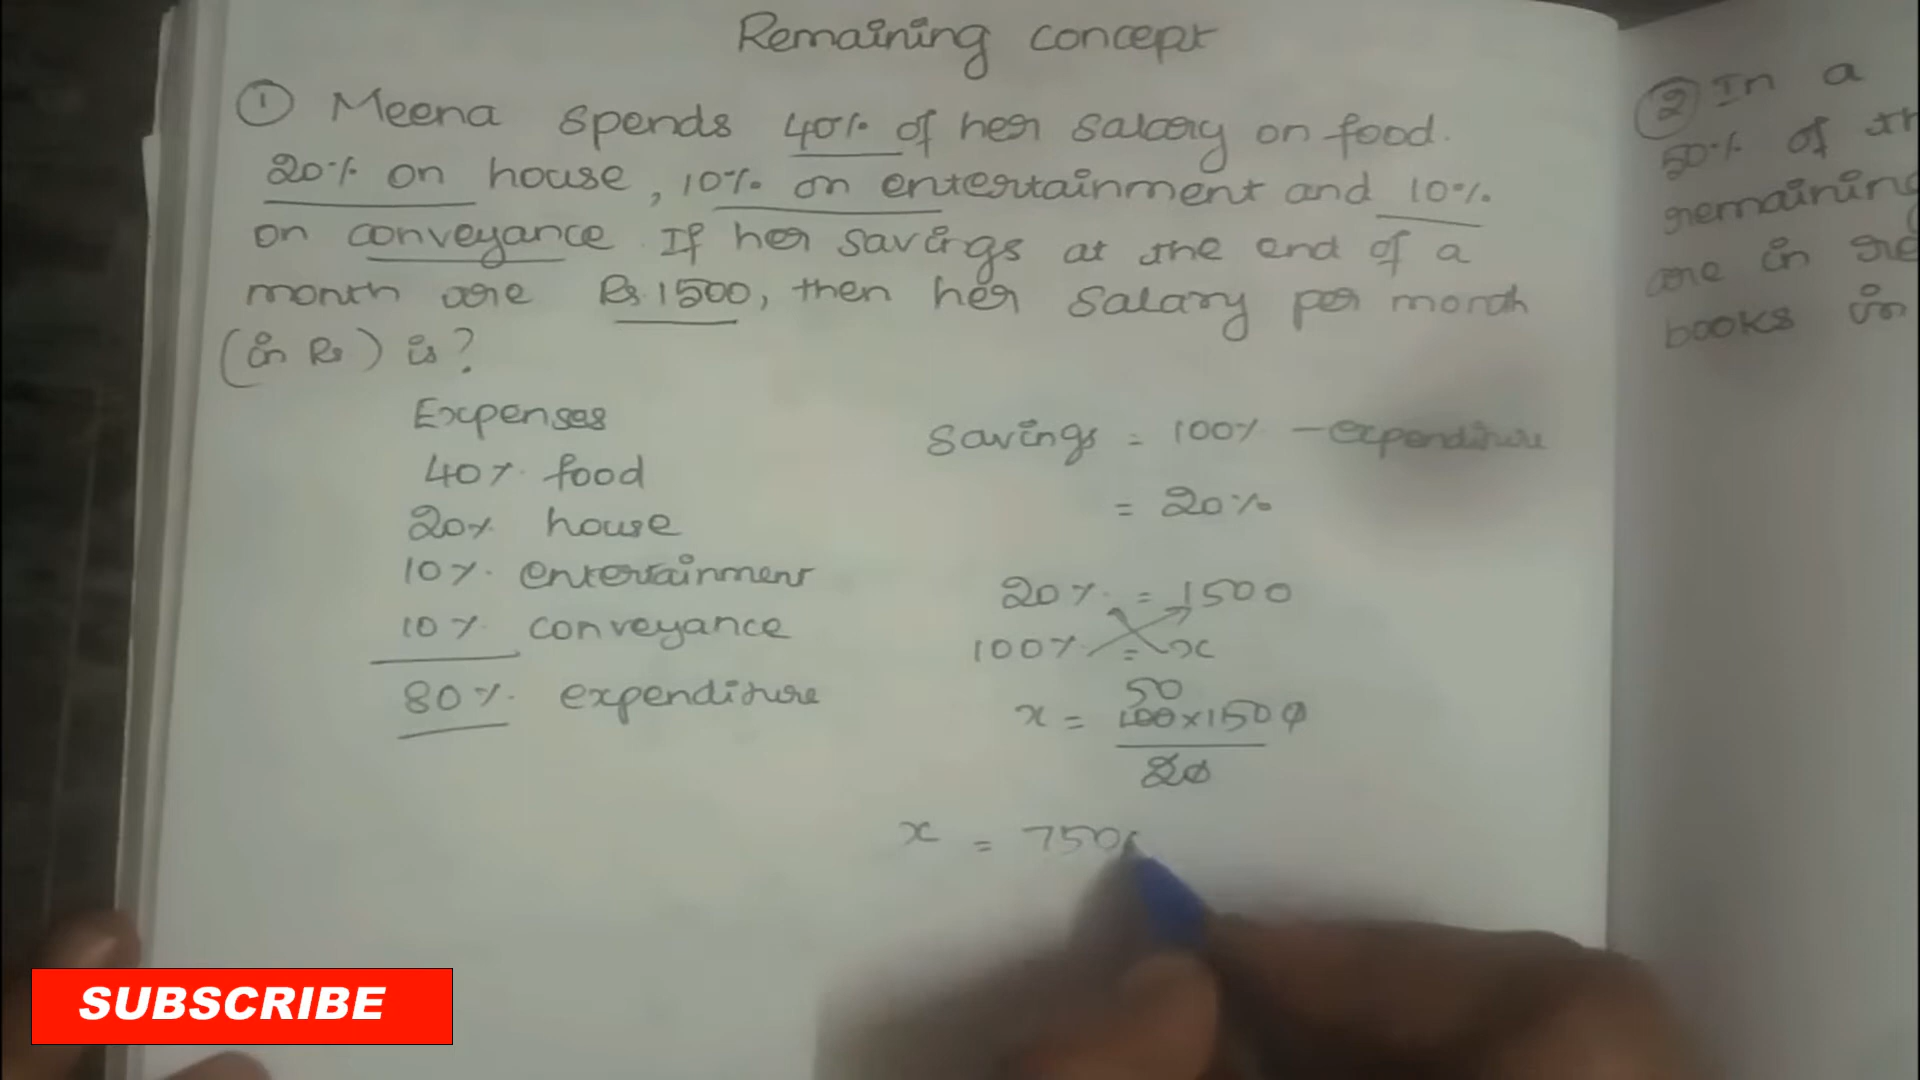 Remaining concept
① Meena spends 40% of her salary on food.
20% on house, 10% on entertainment and 10%
on conveyance. If her savings at the end of a
month are Rs.1500, then her salary per month
(in Rs) is?
Expenses
40% food
20% house
10% entertainment
10% conveyance
80% expenditure
Savings = 100% - expenditure
= 20%
20% = 1500
100% = x
50
x = 100×1500
20
x = 750
② In a
50% of
remaining
are in
books in
SUBSCRIBE